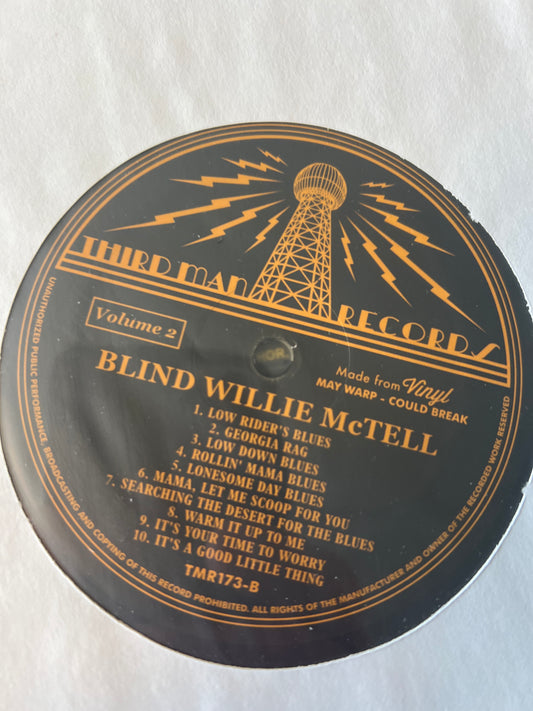 THIRD MAN RECORDS
Volume 2
Made from Vinyl
MAY WARP - COULD BREAK
BLIND WILLIE McTELL
1. LOW RIDER'S BLUES
2. GEORGIA RAG
3. LOW DOWN BLUES
4. ROLLIN' MAMA BLUES
5. LONESOME DAY BLUES
6. MAMA, LET ME SCOOP FOR YOU
7. SEARCHING THE DESERT FOR THE BLUES
8. WARM IT UP TO ME
9. IT'S YOUR TIME TO WORRY
10. IT'S A GOOD LITTLE THING
TMR173-B
UNAUTHORIZED PUBLIC PERFORMANCE, BROADCASTING AND COPYING OF THIS RECORD PROHIBITED. ALL RIGHTS OF THE MANUFACTURER AND OWNER OF THE RECORDED WORK RESERVED